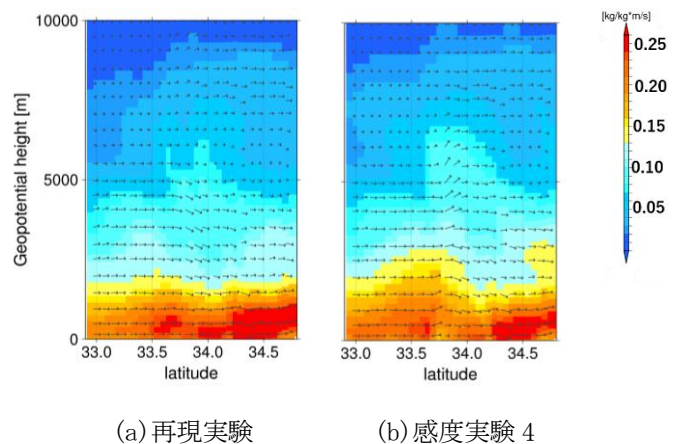 [kg/kg*m/s]
10000
0.25
0.20
0.15
0.10
0.05
Geopotential height [m]
5000
0
33.0 33.5 34.0 34.5
33.0 33.5 34.0 34.5
latitude
latitude
(a)再現実験
(b)感度実験 4